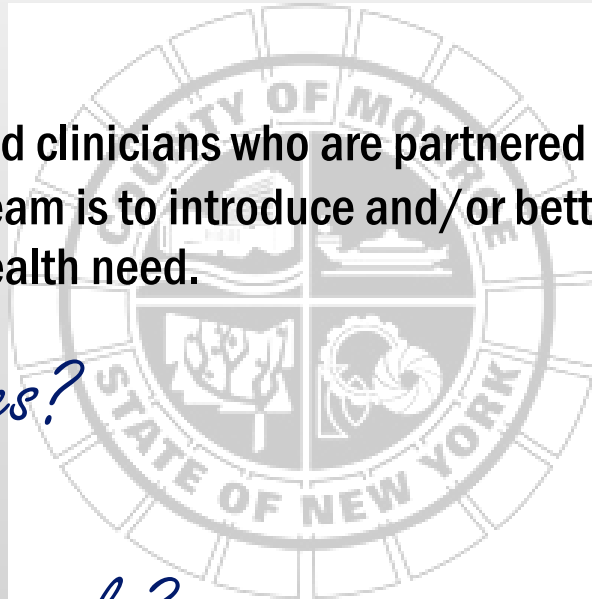 COUNTY OF MONROE
d clinicians who are partnered
eam is to introduce and/or bett
ealth need.
es?
STATE OF NEW YORK